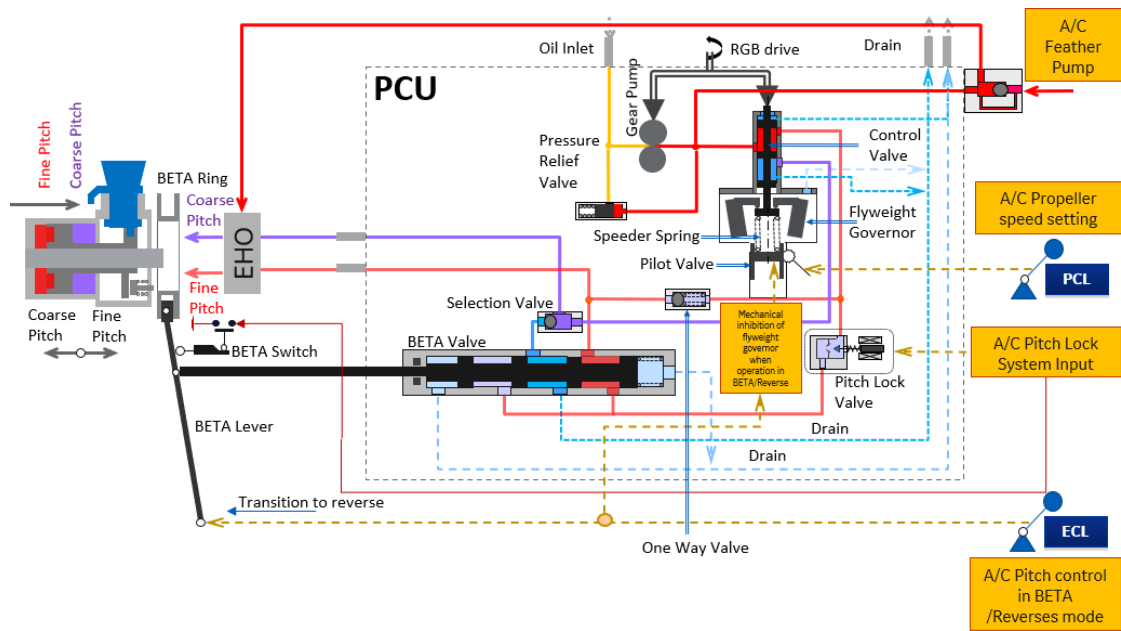 Oil Inlet
RGB drive
Drain
A/C
Feather
Pump
PCU
Gear Pump
Fine Pitch
Coarse Pitch
Pressure
Relief
Valve
Control
Valve
BETA Ring
Coarse
Pitch
A/C Propeller
speed setting
EHO
Speeder Spring
Flyweight
Governor
Pilot Valve
PCL
Fine
Pitch
Selection Valve
Mechanical
inhibition of
flyweight
governor
when
operation in
BETA/Reverse
Coarse
Pitch
Fine
Pitch
BETA Switch
BETA Valve
A/C Pitch Lock
System Input
Pitch Lock
Valve
BETA Lever
Drain
Drain
Transition to reverse
One Way Valve
ECL
A/C Pitch control
in BETA
/Reverses mode